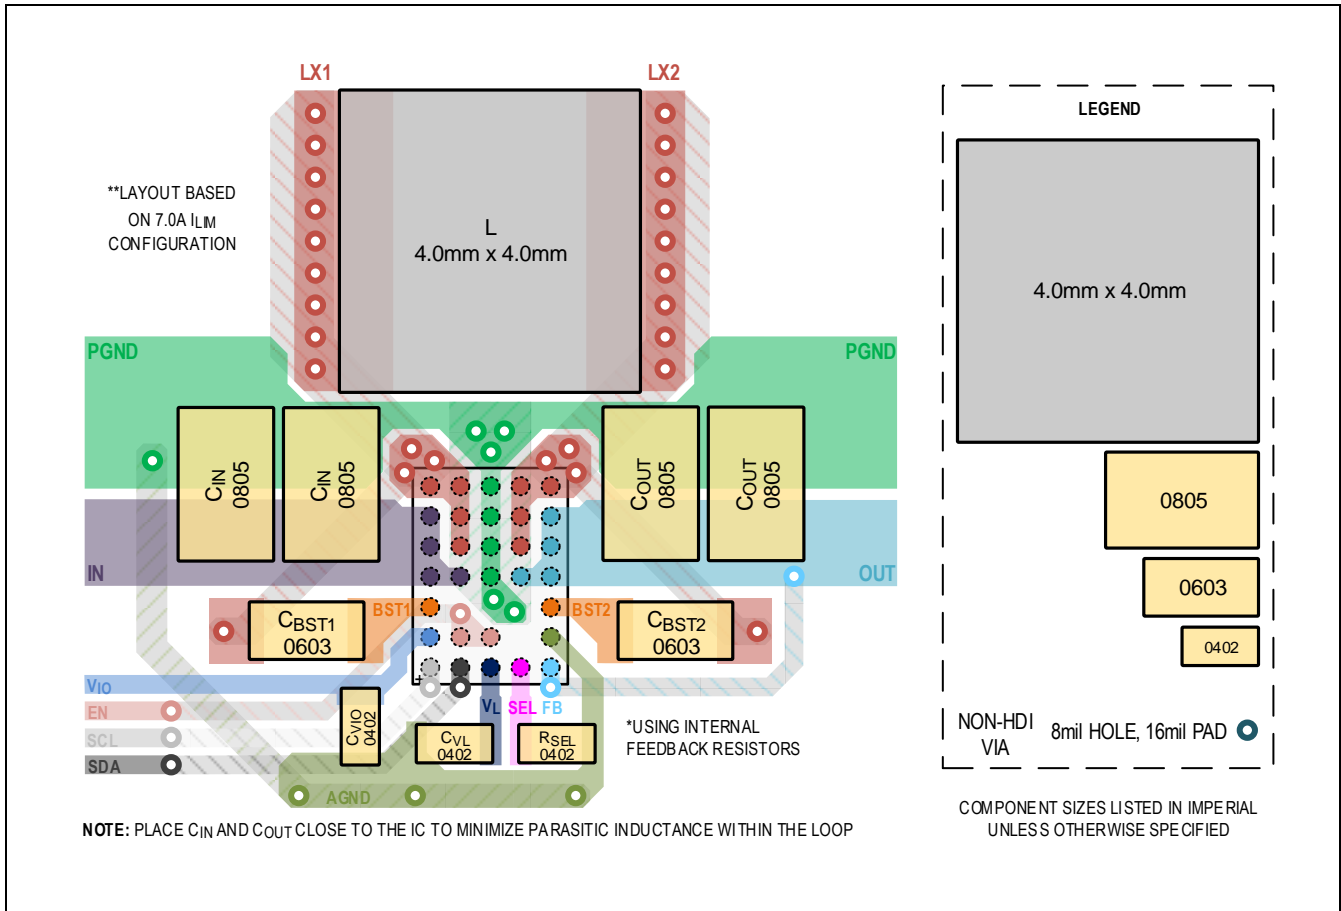 LX1
LX2
**LAYOUT BASED
ON 7.0A ILIM
CONFIGURATION
L
4.0mm x 4.0mm
PGND
PGND
CIN
0805
CIN
0805
COUT
0805
COUT
0805
IN
OUT
BST1
BST2
CBST1
0603
CBST2
0603
VIO
EN
SCL
SDA
CVIO
0402
+
VL
SEL
FB
CVL
0402
RSEL
0402
*USING INTERNAL
FEEDBACK RESISTORS
AGND
NOTE: PLACE CIN AND COUT CLOSE TO THE IC TO MINIMIZE PARASITIC INDUCTANCE WITHIN THE LOOP
LEGEND
4.0mm x 4.0mm
0805
0603
0402
NON-HDI
VIA
8mil HOLE, 16mil PAD
COMPONENT SIZES LISTED IN IMPERIAL
UNLESS OTHERWISE SPECIFIED